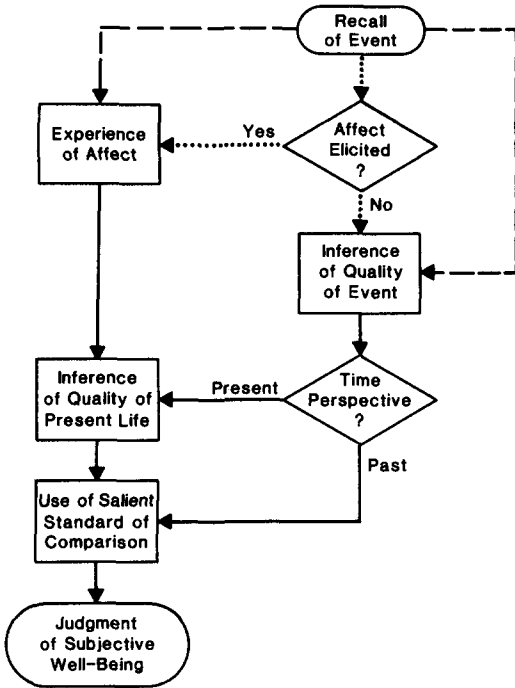 Recall
of Event
Experience
of Affect
Yes
Affect
Elicited
?
No
Inference
of Quality
of Event
Inference
of Quality of
Present Life
Present
Time
Perspective
?
Past
Use of Salient
Standard of
Comparison
Judgment
of Subjective
Well-Being